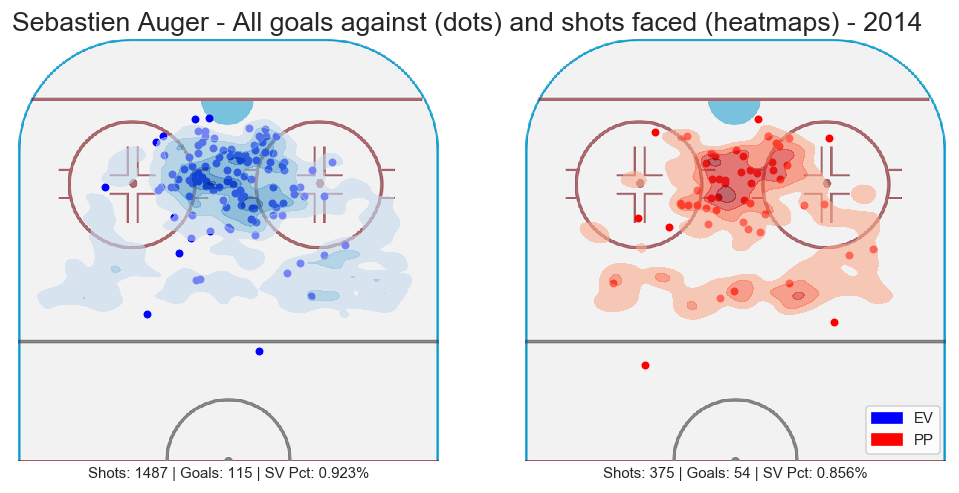 Sebastien Auger - All goals against (dots) and shots faced (heatmaps) - 2014
EV
PP
Shots: 1487 | Goals: 115 | SV Pct: 0.923%
Shots: 375 | Goals: 54 | SV Pct: 0.856%